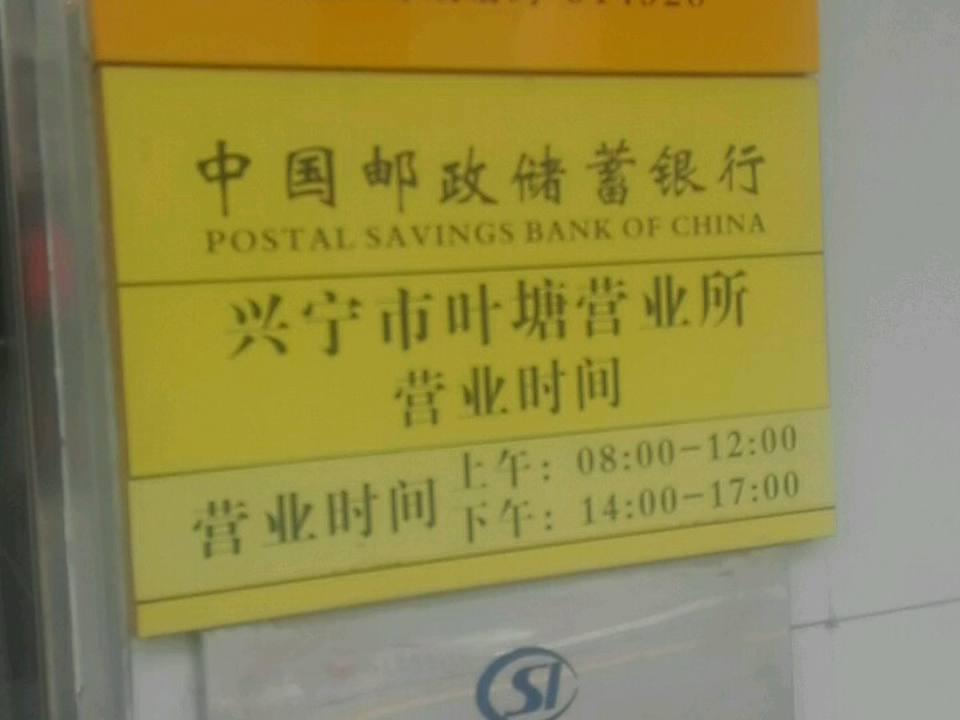 中国邮政储蓄银行
POSTAL SAVINGS BANK OF CHINA
兴宁市叶塘营业所
营业时间
营业时间 上午：08:00-12:00
下午：14:00-17:00
SI